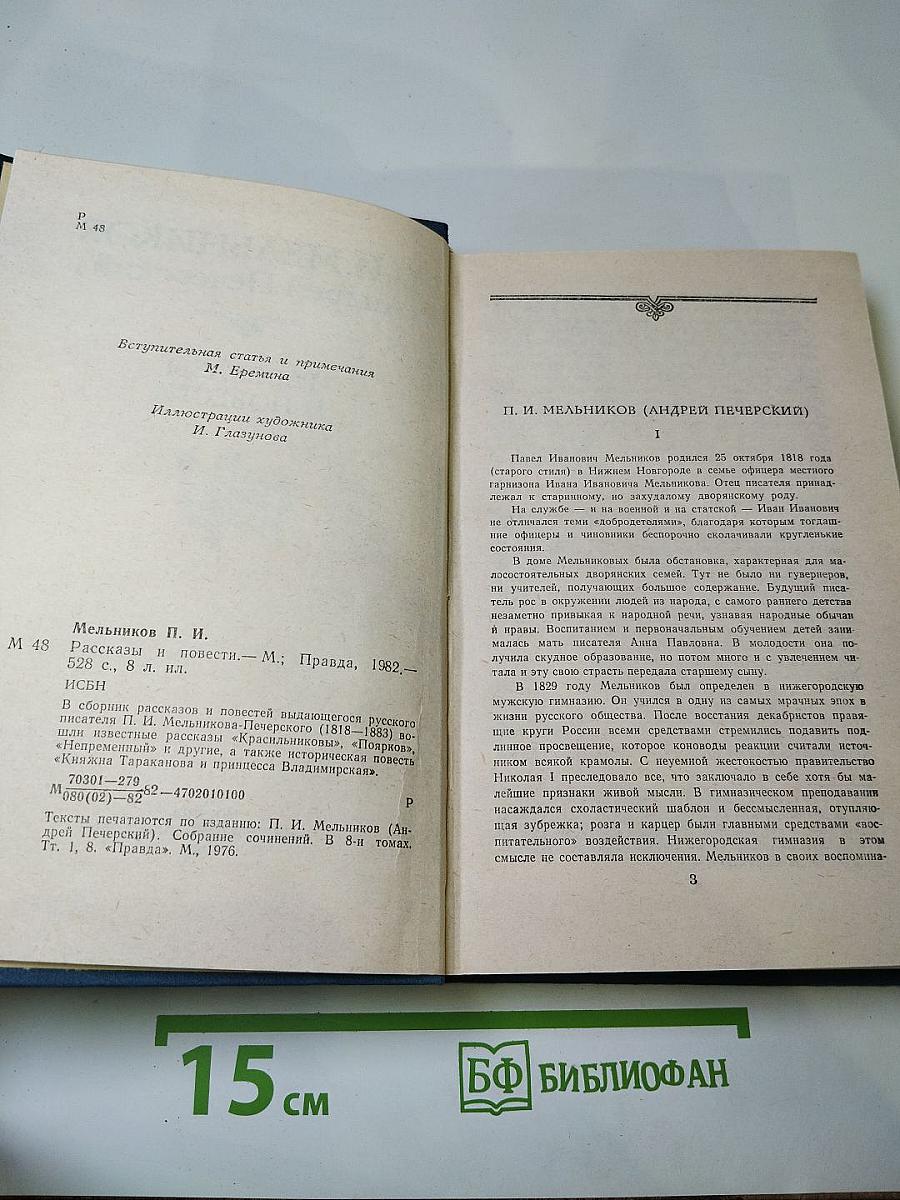 Р
М 48
Вступительная статья и примечания
М. Еремина
Иллюстрации художника
И. Глазунова
Мельников П. И.
М 48 Рассказы и повести.— М.; Правда, 1982.—
528 с., 8 л. ил.
ИСБН
В сборник рассказов и повестей выдающегося русского
писателя П. И. Мельникова-Печерского (1818—1883) во-
шли известные рассказы «Красильниковы», «Поярков»,
«Непременный» и другие, а также историческая повесть
«Княжна Тараканова и принцесса Владимирская».
70301—279
М 82—4702010100
080(02)—82
Р
Тексты печатаются по изданию: П. И. Мельников (Ан-
дрей Печерский). Собрание сочинений. В 8-и томах.
Тт. 1, 8. «Правда». М., 1976.
П. И. МЕЛЬНИКОВ (АНДРЕЙ ПЕЧЕРСКИЙ)
I
Павел Иванович Мельников родился 25 октября 1818 года
(старого стиля) в Нижнем Новгороде в семье офицера местного
гарнизона Ивана Ивановича Мельникова. Отец писателя принад-
лежал к старинному, но захудалому дворянскому роду.
На службе — и на военной и на статской — Иван Иванович
не отличался теми «добродетелями», благодаря которым тогдаш-
ние офицеры и чиновники беспорочно сколачивали кругленькие
состояния.
В доме Мельниковых была обстановка, характерная для ма-
лосостоятельных дворянских семей. Тут не было ни гувернеров,
ни учителей, получающих большое содержание. Будущий писа-
тель рос в окружении людей из народа, с самого раннего детства
незаметно привыкая к народной речи, узнавая народные обычаи
и нравы. Воспитанием и первоначальным обучением детей зани-
малась мать писателя Анна Павловна. В молодости она по-
лучила скудное образование, но потом много и с увлечением чи-
тала и эту свою страсть передала старшему сыну.
В 1829 году Мельников был определен в нижегородскую
мужскую гимназию. Он учился в одну из самых мрачных эпох в
жизни русского общества. После восстания декабристов правя-
щие круги России всеми средствами стремились подавить под-
линное просвещение, которое коноводы реакции считали источ-
ником всякой крамолы. С неуемной жестокостью правительство
Николая I преследовало все, что заключало в себе хотя бы ма-
лейшие признаки живой мысли. В гимназическом преподавании
насаждался схоластический шаблон и бессмысленная, отупляю-
щая зубрежка; розга и карцер были главными средствами «вос-
питательного» воздействия. Нижегородская гимназия в этом
смысле не составляла исключения. Мельников в своих воспомина-
3
15 см
БФ БИБЛИОФАН